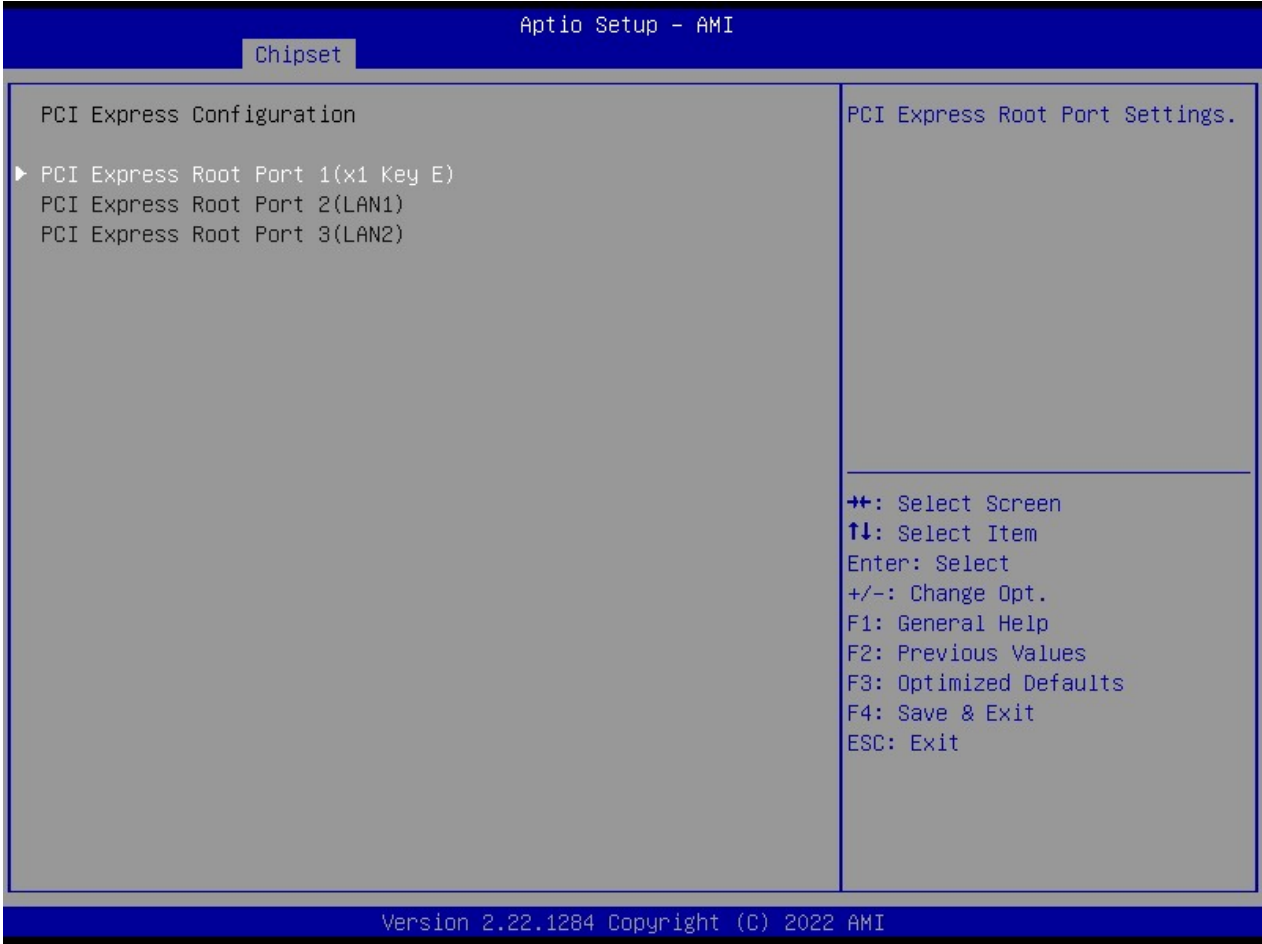 Aptio Setup – AMI
Chipset
PCI Express Configuration
PCI Express Root Port 1(x1 Key E)
PCI Express Root Port 2(LAN1)
PCI Express Root Port 3(LAN2)
PCI Express Root Port Settings.
→←: Select Screen
↑↓: Select Item
Enter: Select
+/-: Change Opt.
F1: General Help
F2: Previous Values
F3: Optimized Defaults
F4: Save & Exit
ESC: Exit
Version 2.22.1284 Copyright (C) 2022 AMI